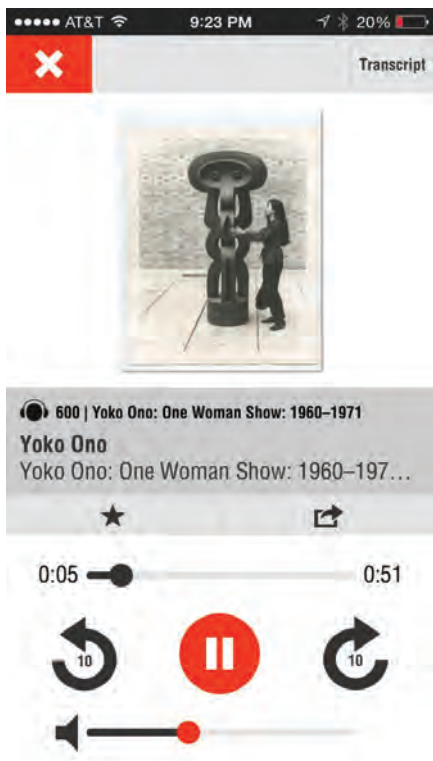 AT&T 9:23 PM 20%
Transcript
600 | Yoko Ono: One Woman Show: 1960–1971
Yoko Ono
Yoko Ono: One Woman Show: 1960–197…
0:05 0:51
10 10